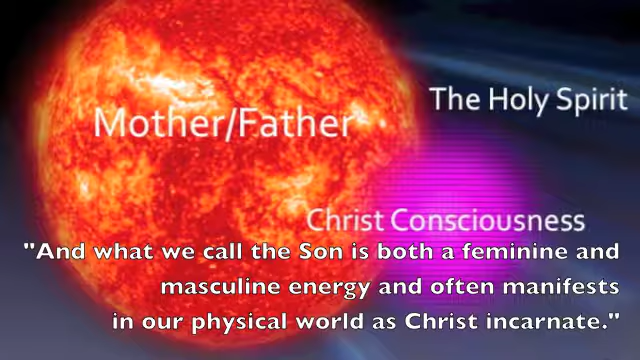 Mother/Father
The Holy Spirit
Christ Consciousness
"And what we call the Son is both a feminine and
masculine energy and often manifests
in our physical world as Christ incarnate."